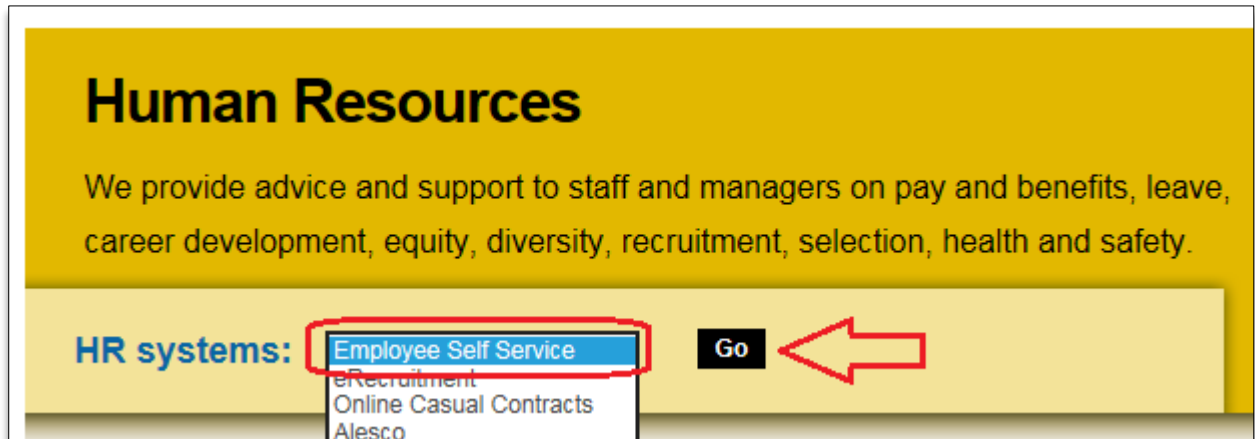 Human Resources
We provide advice and support to staff and managers on pay and benefits, leave,
career development, equity, diversity, recruitment, selection, health and safety.
HR systems: Employee Self Service Go
eRecruitment
Online Casual Contracts
Alesco